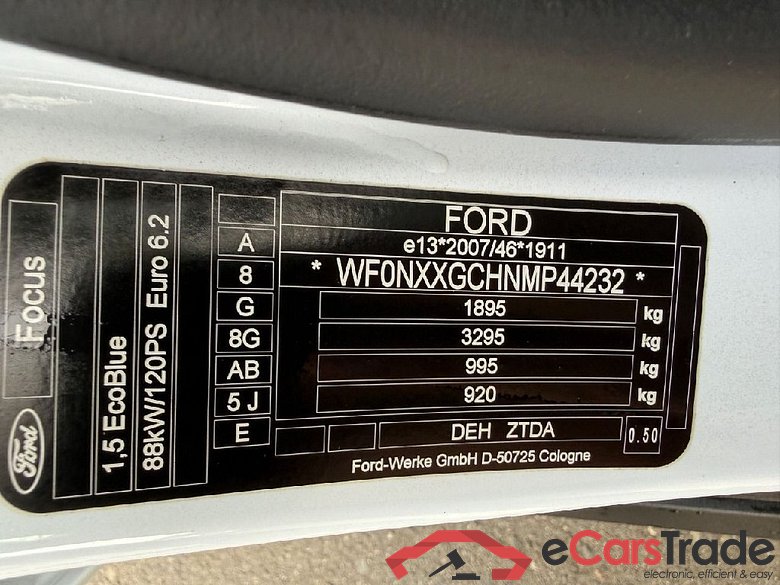 Ford
Focus
1,5 EcoBlue
88kW/120PS Euro 6.2
A
8
G
8G
AB
5 J
E
FORD
e13*2007/46*1911
* WF0NXXGCHNMP44232 *
1895 kg
3295 kg
995 kg
920 kg
DEH ZTDA
0.50
Ford-Werke GmbH D-50725 Cologne
eCarsTrade
electronic, efficient & easy